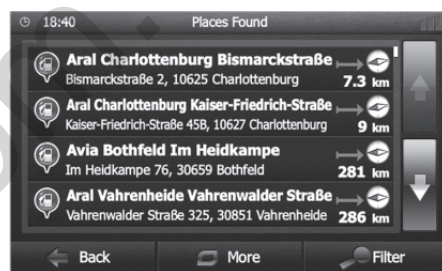 18:40 Places Found
Aral Charlottenburg Bismarckstraße
Bismarckstraße 2, 10625 Charlottenburg 7.3 km
Aral Charlottenburg Kaiser-Friedrich-Straße
Kaiser-Friedrich-Straße 45B, 10627 Charlottenburg 9 km
Avia Bothfeld Im Heidkampe
Im Heidkampe 76, 30659 Bothfeld 281 km
Aral Vahrenheide Vahrenwalder Straße
Vahrenwalder Straße 325, 30851 Vahrenheide 286 km
Back More Filter